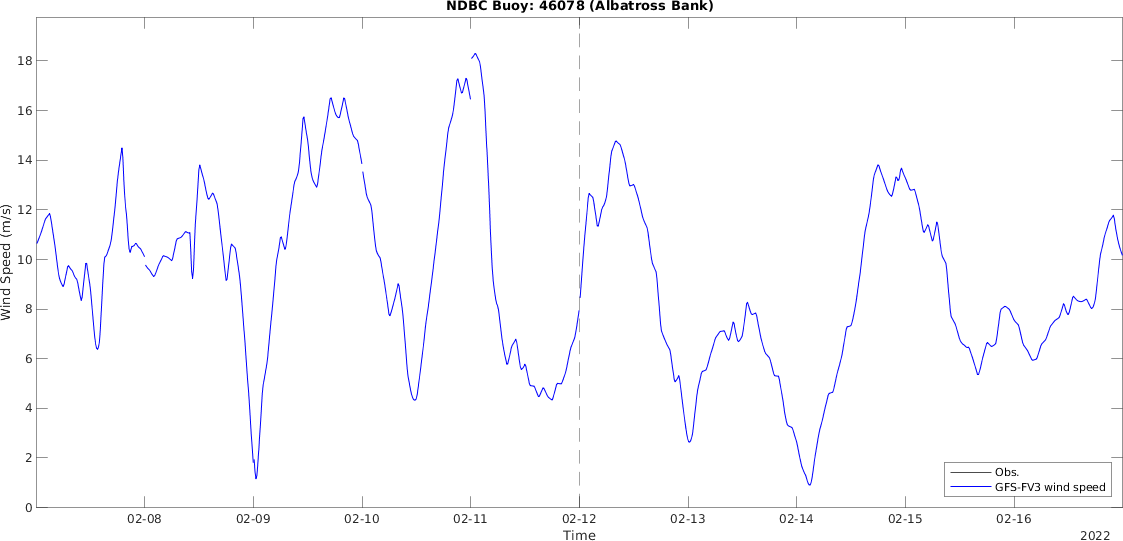 NDBC Buoy: 46078 (Albatross Bank)
18
16
14
12
10
8
6
4
2
0
Wind Speed (m/s)
02-08 02-09 02-10 02-11 02-12 02-13 02-14 02-15 02-16
Time
2022
Obs.
GFS-FV3 wind speed